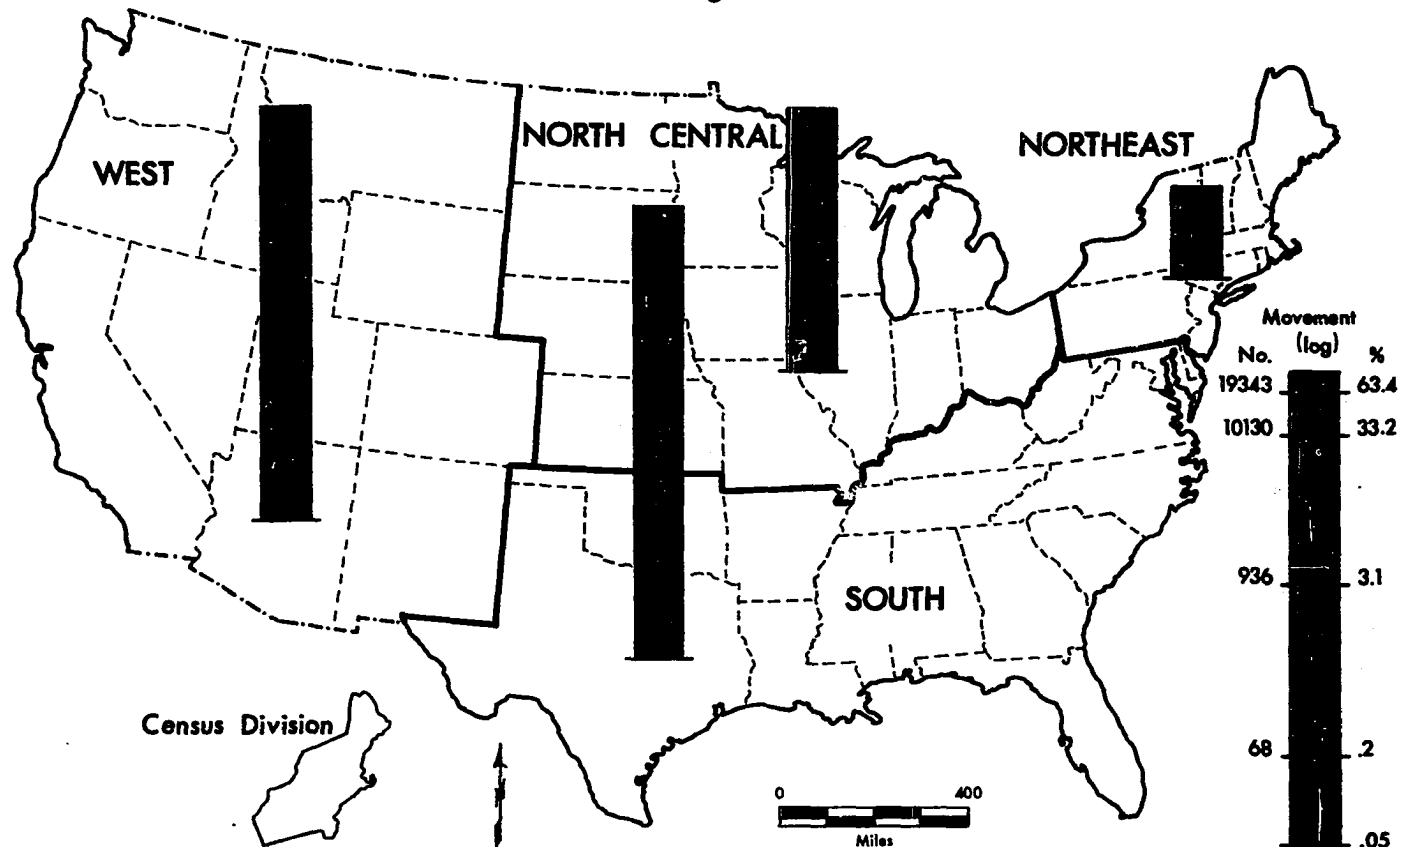 NORTH CENTRAL
NORTHEAST
WEST
Movement
(log)
No. %
19343 63.4
10130 33.2
936 3.1
SOUTH
Census Division
68 .2
0 400
Miles
.05